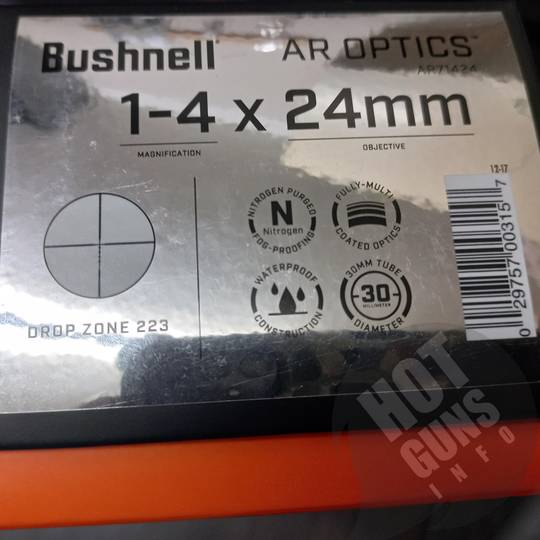 Bushnell
AR OPTICS™
AR71424
1-4 x 24mm
MAGNIFICATION
OBJECTIVE
12-17
DROP ZONE 223
NITROGEN PURGED
N
Nitrogen
FOG-PROOFING
FULLY-MULTI
COATED OPTICS
WATERPROOF
CONSTRUCTION
30MM TUBE
30
MILLIMETER
DIAMETER
0 29757 00315 7
HOT
GUNS
INFO